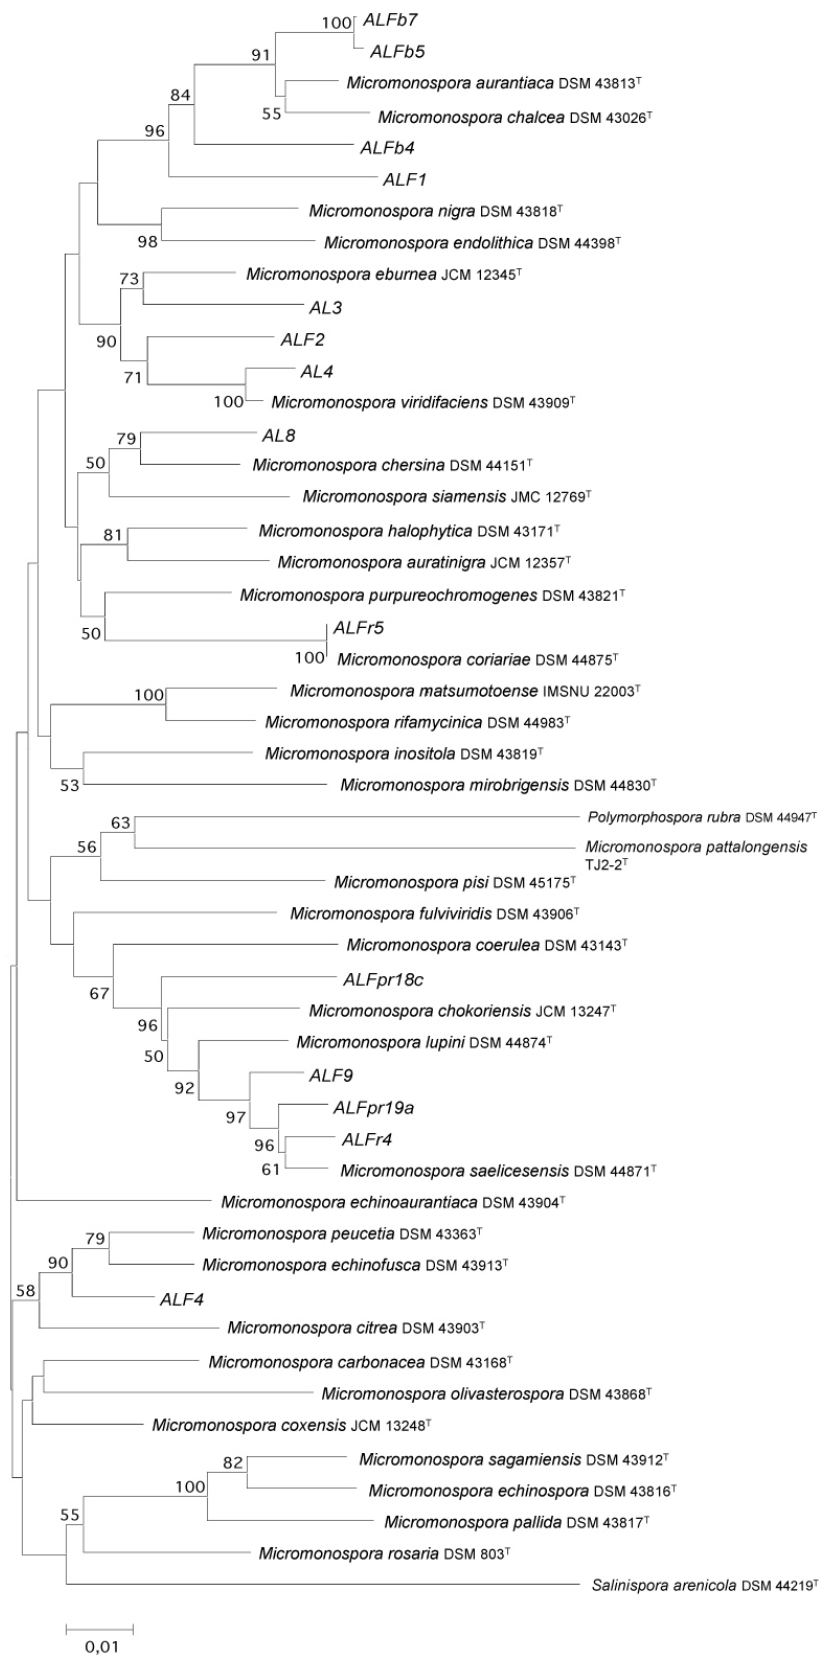 100 ALFb7
ALFb5
91
Micromonospora aurantiaca DSM 43813ᵀ
84
55 Micromonospora chalcea DSM 43026ᵀ
96
ALFb4
ALF1
Micromonospora nigra DSM 43818ᵀ
98 Micromonospora endolithica DSM 44398ᵀ
Micromonospora eburnea JCM 12345ᵀ
73
AL3
90 ALF2
71 AL4
100 Micromonospora viridifaciens DSM 43909ᵀ
79 AL8
50 Micromonospora chersina DSM 44151ᵀ
Micromonospora siamensis JMC 12769ᵀ
81 Micromonospora halophytica DSM 43171ᵀ
Micromonospora auratinigra JCM 12357ᵀ
Micromonospora purpureochromogenes DSM 43821ᵀ
50 ALFr5
100 Micromonospora coriariae DSM 44875ᵀ
100 Micromonospora matsumotoense IMSNU 22003ᵀ
Micromonospora rifamycinica DSM 44983ᵀ
Micromonospora inositola DSM 43819ᵀ
53 Micromonospora mirobrigensis DSM 44830ᵀ
63 Polymorphospora rubra DSM 44947ᵀ
56 Micromonospora pattalongensis
TJ2-2ᵀ
Micromonospora pisi DSM 45175ᵀ
Micromonospora fulviviridis DSM 43906ᵀ
Micromonospora coerulea DSM 43143ᵀ
67 ALFpr18c
96 Micromonospora chokoriensis JCM 13247ᵀ
50 Micromonospora lupini DSM 44874ᵀ
92 ALF9
97 ALFpr19a
96 ALFr4
61 Micromonospora saelicesensis DSM 44871ᵀ
Micromonospora echinoaurantiaca DSM 43904ᵀ
79 Micromonospora peucetia DSM 43363ᵀ
90 Micromonospora echinofusca DSM 43913ᵀ
58 ALF4
Micromonospora citrea DSM 43903ᵀ
Micromonospora carbonacea DSM 43168ᵀ
Micromonospora olivasterospora DSM 43868ᵀ
Micromonospora coxensis JCM 13248ᵀ
82 Micromonospora sagamiensis DSM 43912ᵀ
100 Micromonospora echinospora DSM 43816ᵀ
55 Micromonospora pallida DSM 43817ᵀ
Micromonospora rosaria DSM 803ᵀ
Salinispora arenicola DSM 44219ᵀ
0,01